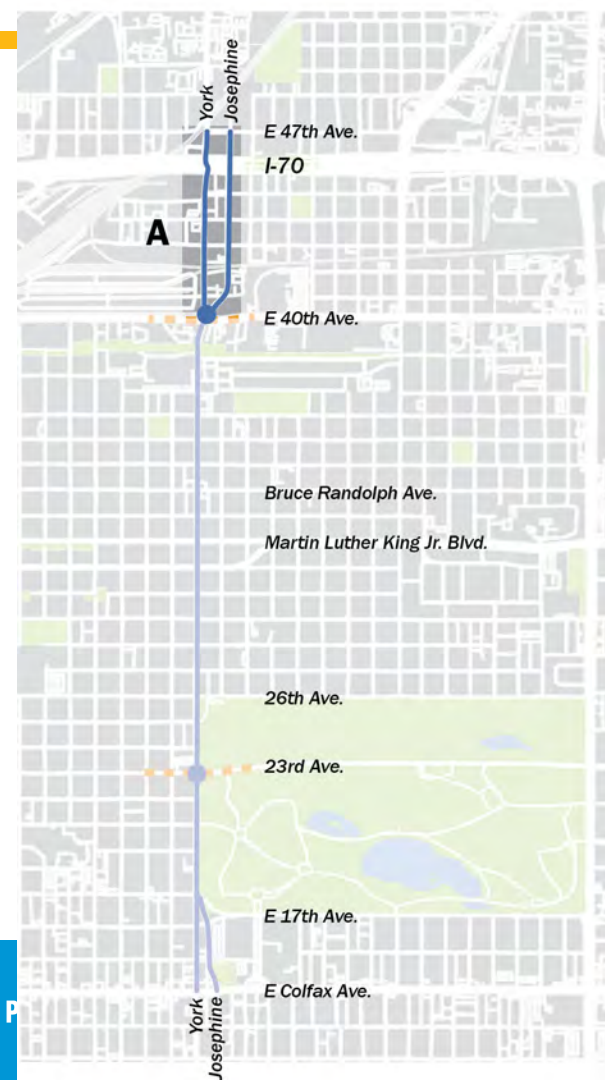 York
Josephine
E 47th Ave.
I-70
A
E 40th Ave.
Bruce Randolph Ave.
Martin Luther King Jr. Blvd.
26th Ave.
23rd Ave.
E 17th Ave.
E Colfax Ave.
P
York
Josephine